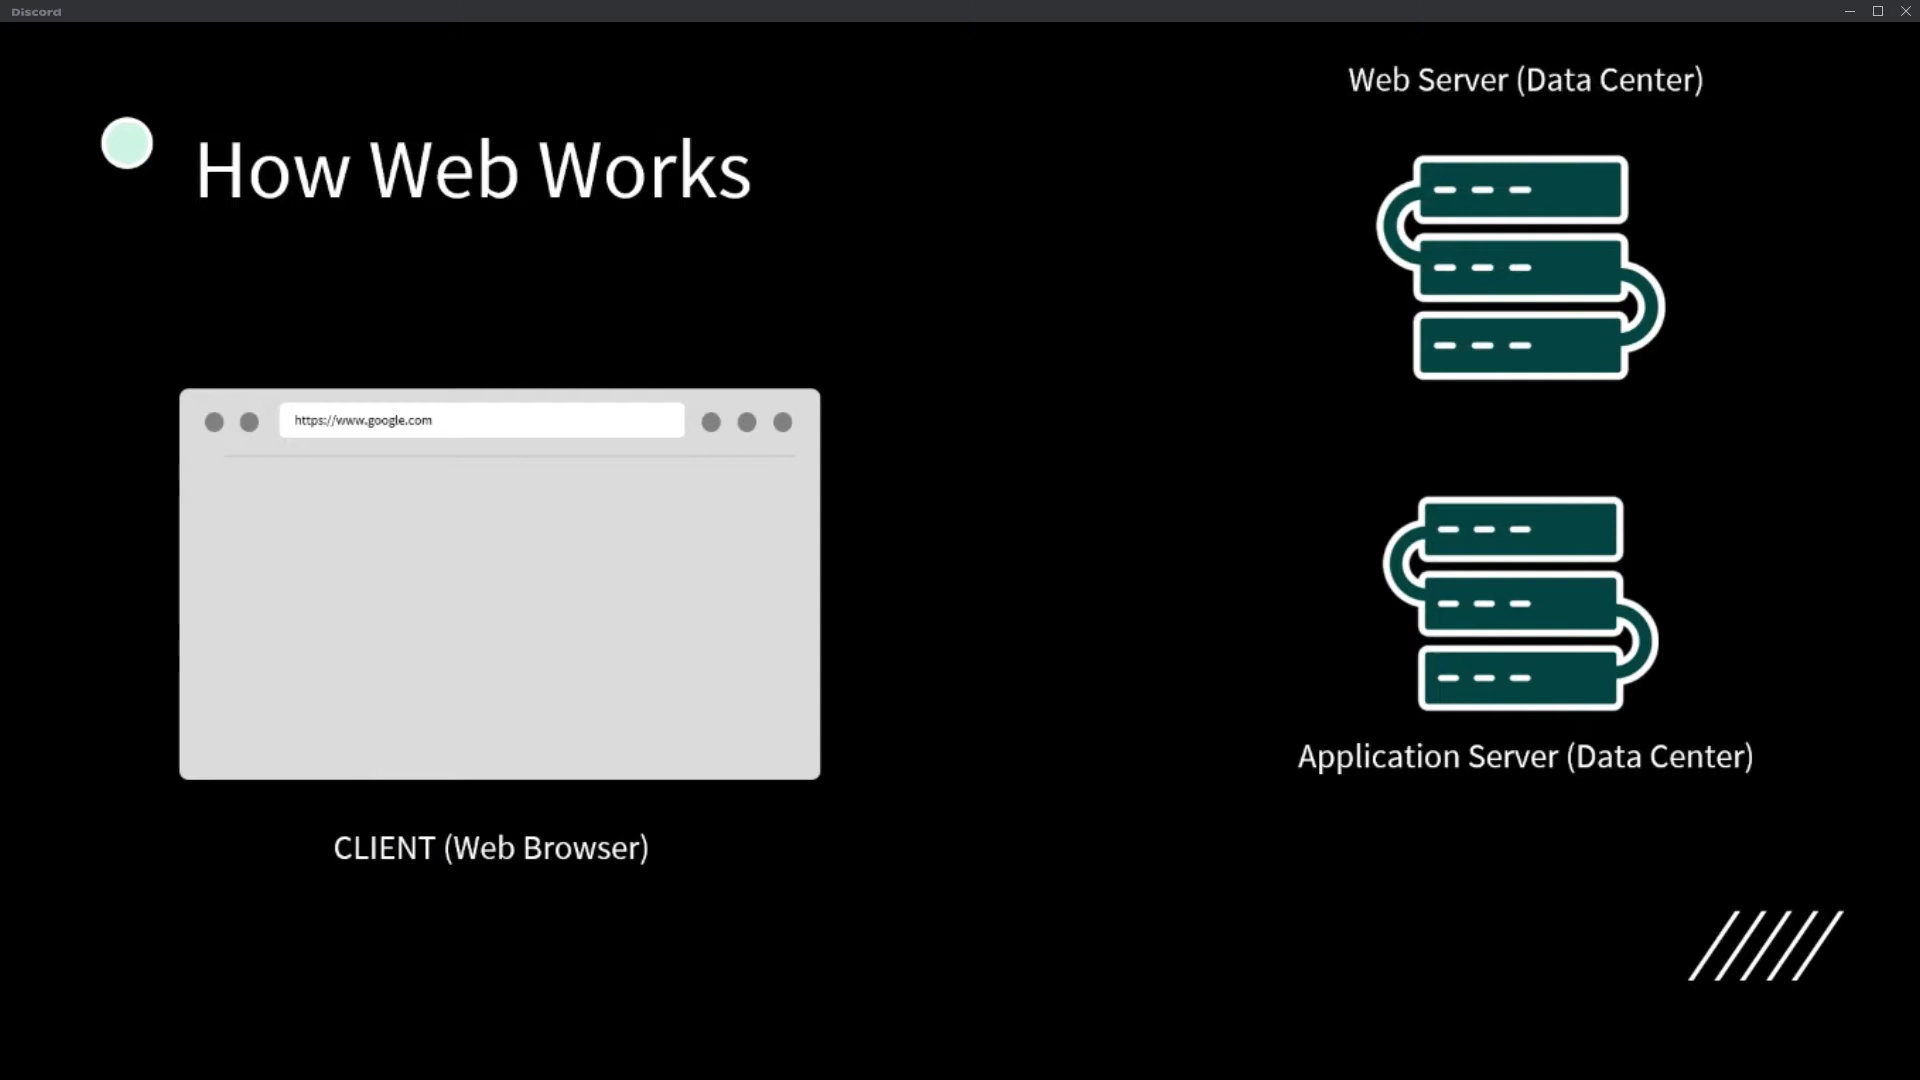 Discord
Web Server (Data Center)
How Web Works
https://www.google.com
Application Server (Data Center)
CLIENT (Web Browser)